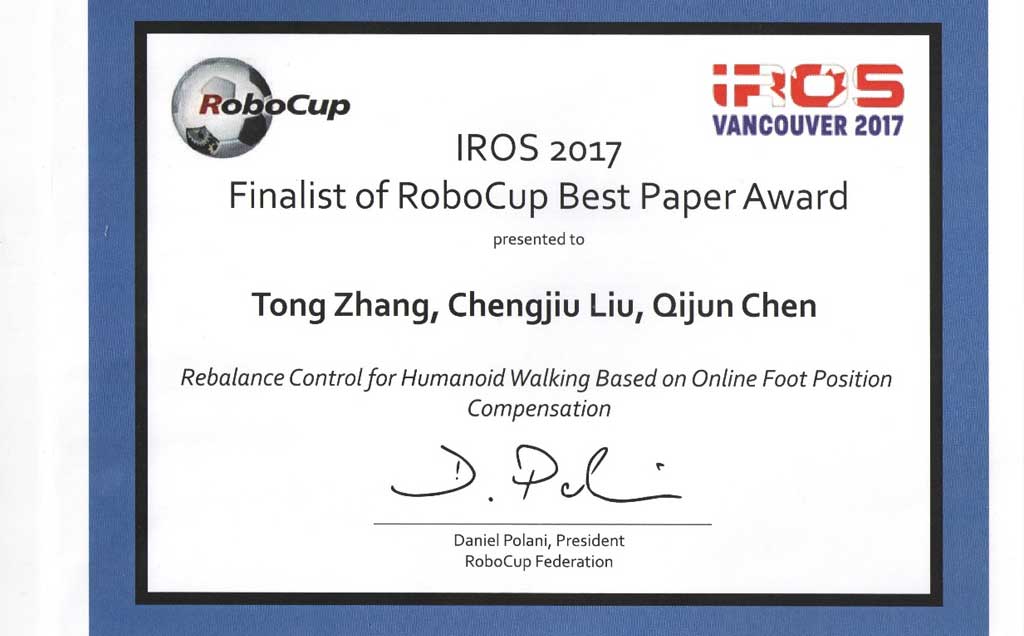 RoboCup
IROS
VANCOUVER 2017
IROS 2017
Finalist of RoboCup Best Paper Award
presented to
Tong Zhang, Chengjiu Liu, Qijun Chen
Rebalance Control for Humanoid Walking Based on Online Foot Position
Compensation
D. Polani
Daniel Polani, President
RoboCup Federation